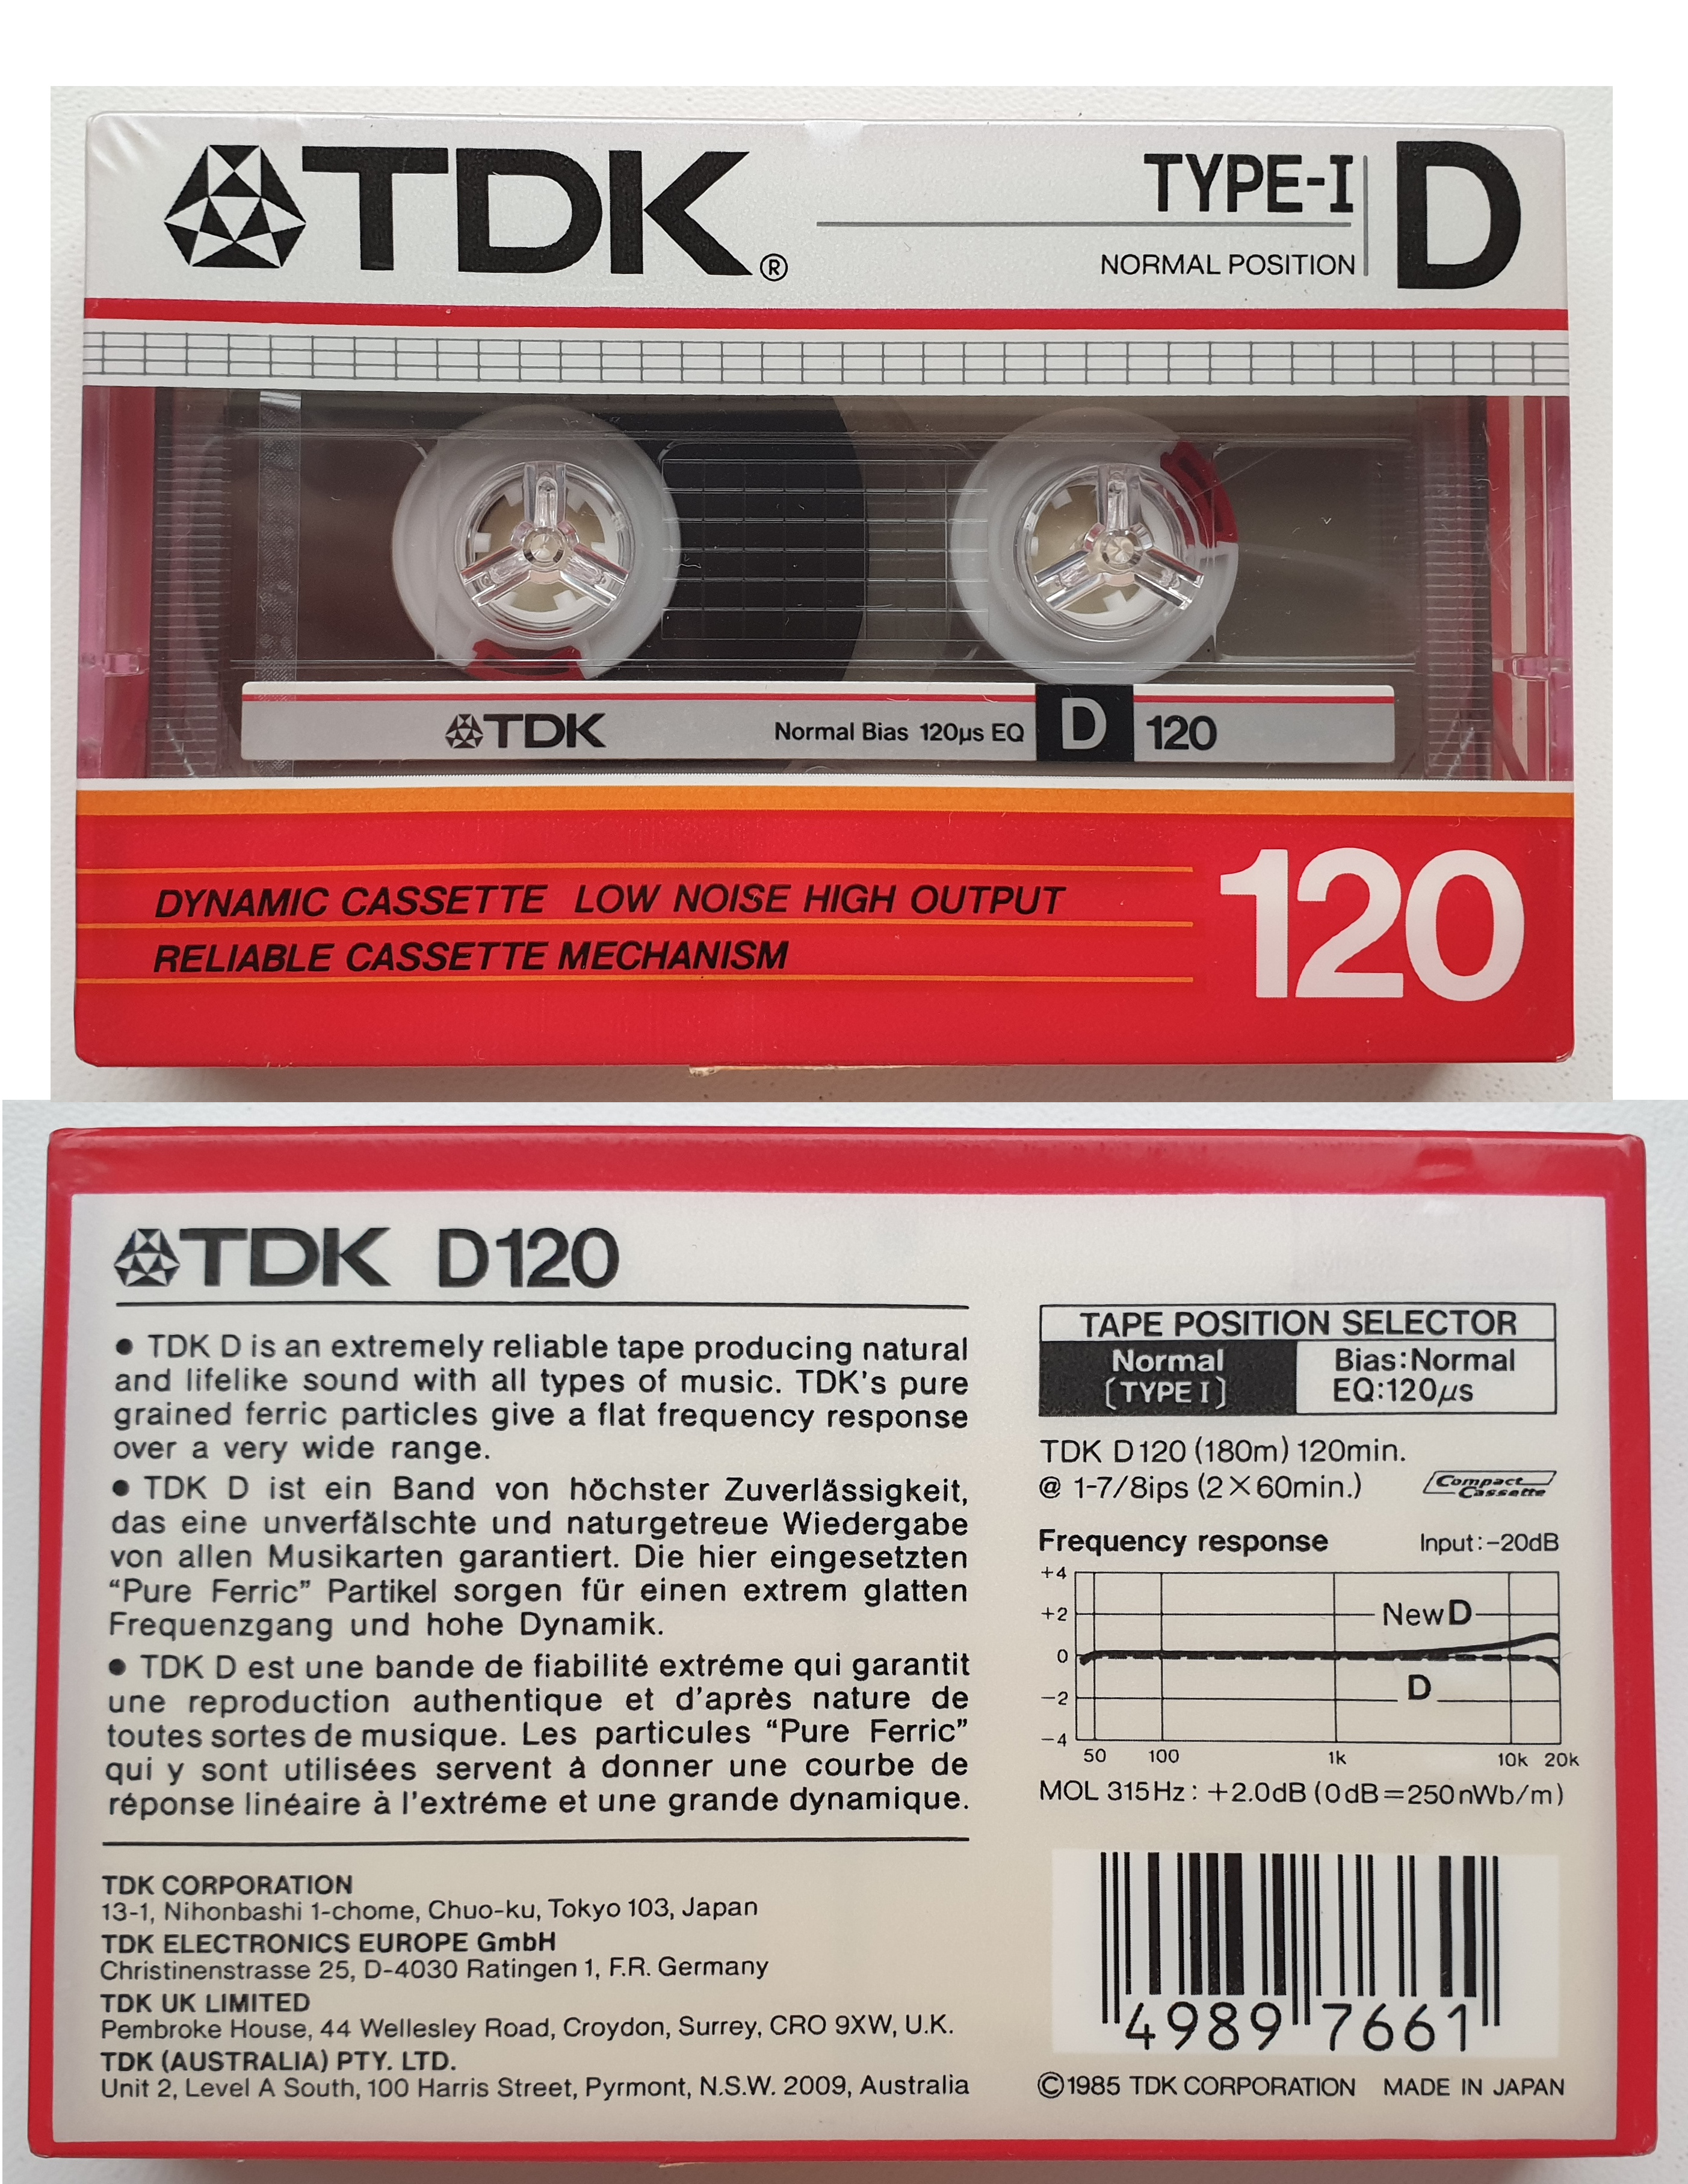 TDK®
TYPE-I
NORMAL POSITION
D
TDK
Normal Bias 120µs EQ
D
120
DYNAMIC CASSETTE LOW NOISE HIGH OUTPUT
RELIABLE CASSETTE MECHANISM
120
TDK D120
• TDK D is an extremely reliable tape producing natural
and lifelike sound with all types of music. TDK's pure
grained ferric particles give a flat frequency response
over a very wide range.
• TDK D ist ein Band von höchster Zuverlässigkeit,
das eine unverfälschte und naturgetreue Wiedergabe
von allen Musikarten garantiert. Die hier eingesetzten
“Pure Ferric” Partikel sorgen für einen extrem glatten
Frequenzgang und hohe Dynamik.
• TDK D est une bande de fiabilité extréme qui garantit
une reproduction authentique et d'après nature de
toutes sortes de musique. Les particules “Pure Ferric”
qui y sont utilisées servent à donner une courbe de
réponse linéaire à l'extréme et une grande dynamique.
TDK CORPORATION
13-1, Nihonbashi 1-chome, Chuo-ku, Tokyo 103, Japan
TDK ELECTRONICS EUROPE GmbH
Christinenstrasse 25, D-4030 Ratingen 1, F.R. Germany
TDK UK LIMITED
Pembroke House, 44 Wellesley Road, Croydon, Surrey, CRO 9XW, U.K.
TDK (AUSTRALIA) PTY. LTD.
Unit 2, Level A South, 100 Harris Street, Pyrmont, N.S.W. 2009, Australia
TAPE POSITION SELECTOR
Normal
[TYPE I]
Bias:Normal
EQ:120µs
TDK D120 (180m) 120min.
@ 1-7/8ips (2×60min.)
Compact
Cassette
Frequency response
Input:-20dB
+4
+2
0
-2
-4
New D
D
50 100 1k 10k 20k
MOL 315Hz: +2.0dB (0dB=250nWb/m)
4989 7661
©1985 TDK CORPORATION MADE IN JAPAN